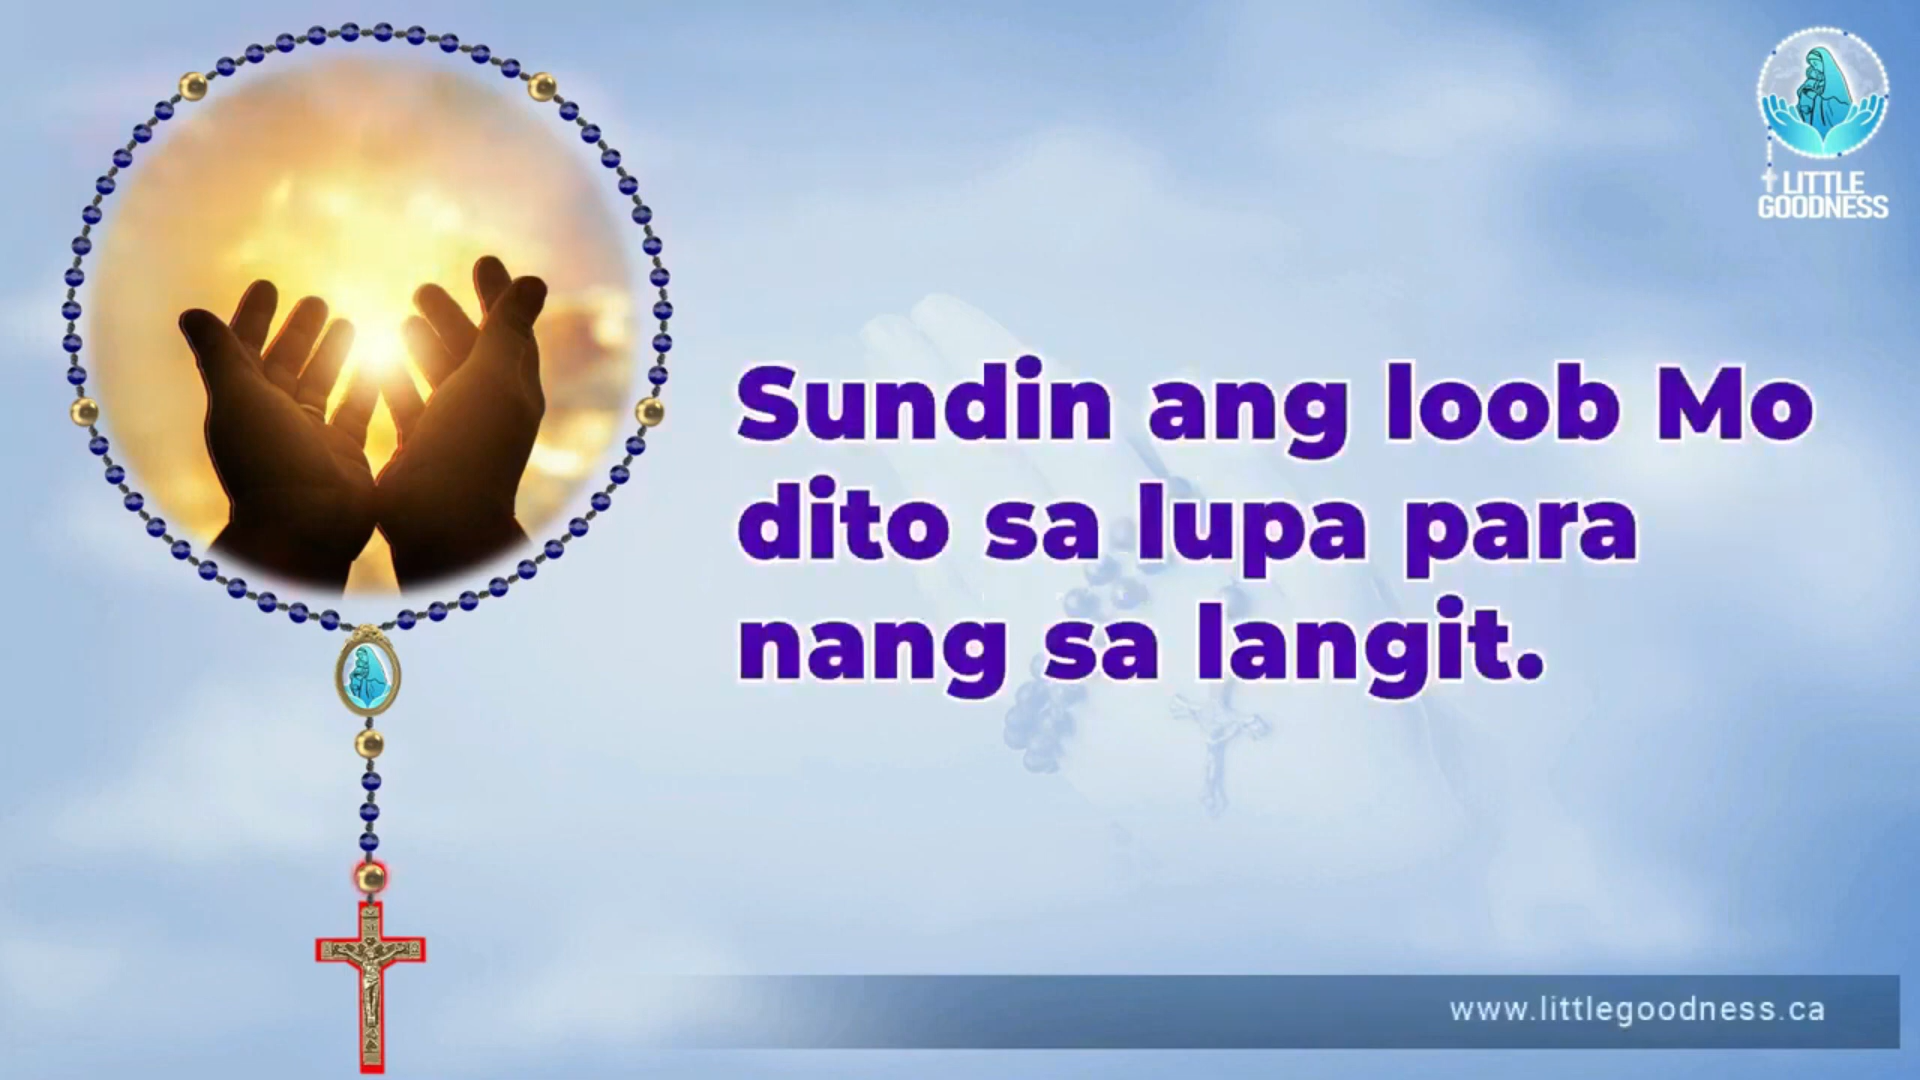 LITTLE
GOODNESS
Sundin ang loob Mo
dito sa lupa para
nang sa langit.
www.littlegoodness.ca